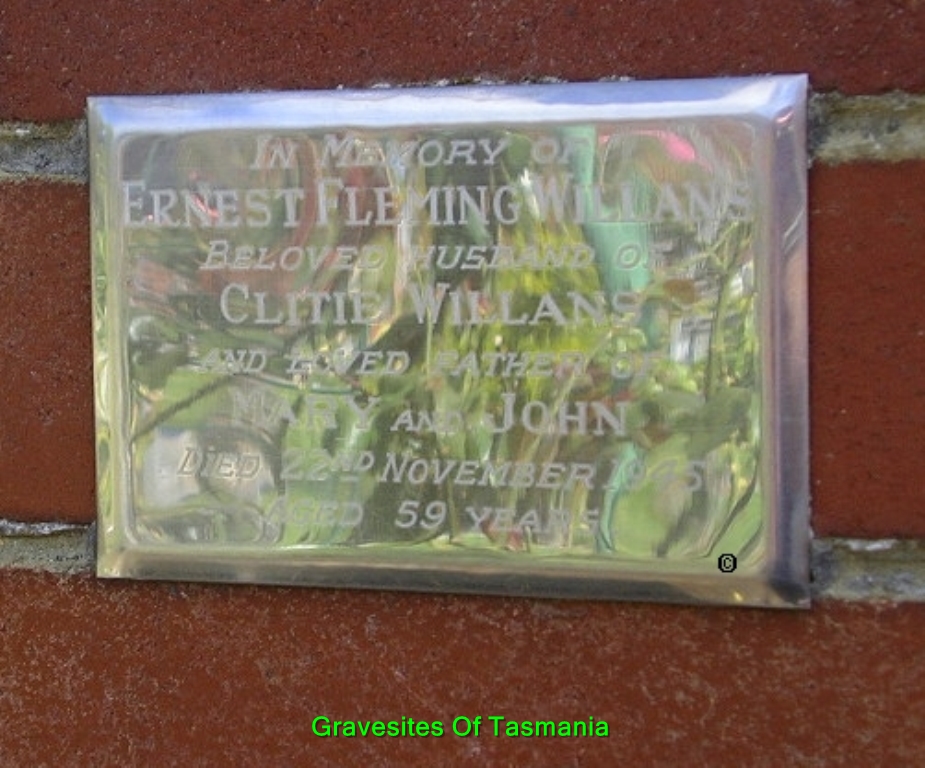 IN MEMORY OF
ERNEST FLEMING WILLANS
BELOVED HUSBAND OF
CLITIE WILLANS
AND LOVED FATHER OF
MARY AND JOHN
DIED 22ND NOVEMBER 1945
AGED 59 YEARS
©
Gravesites Of Tasmania